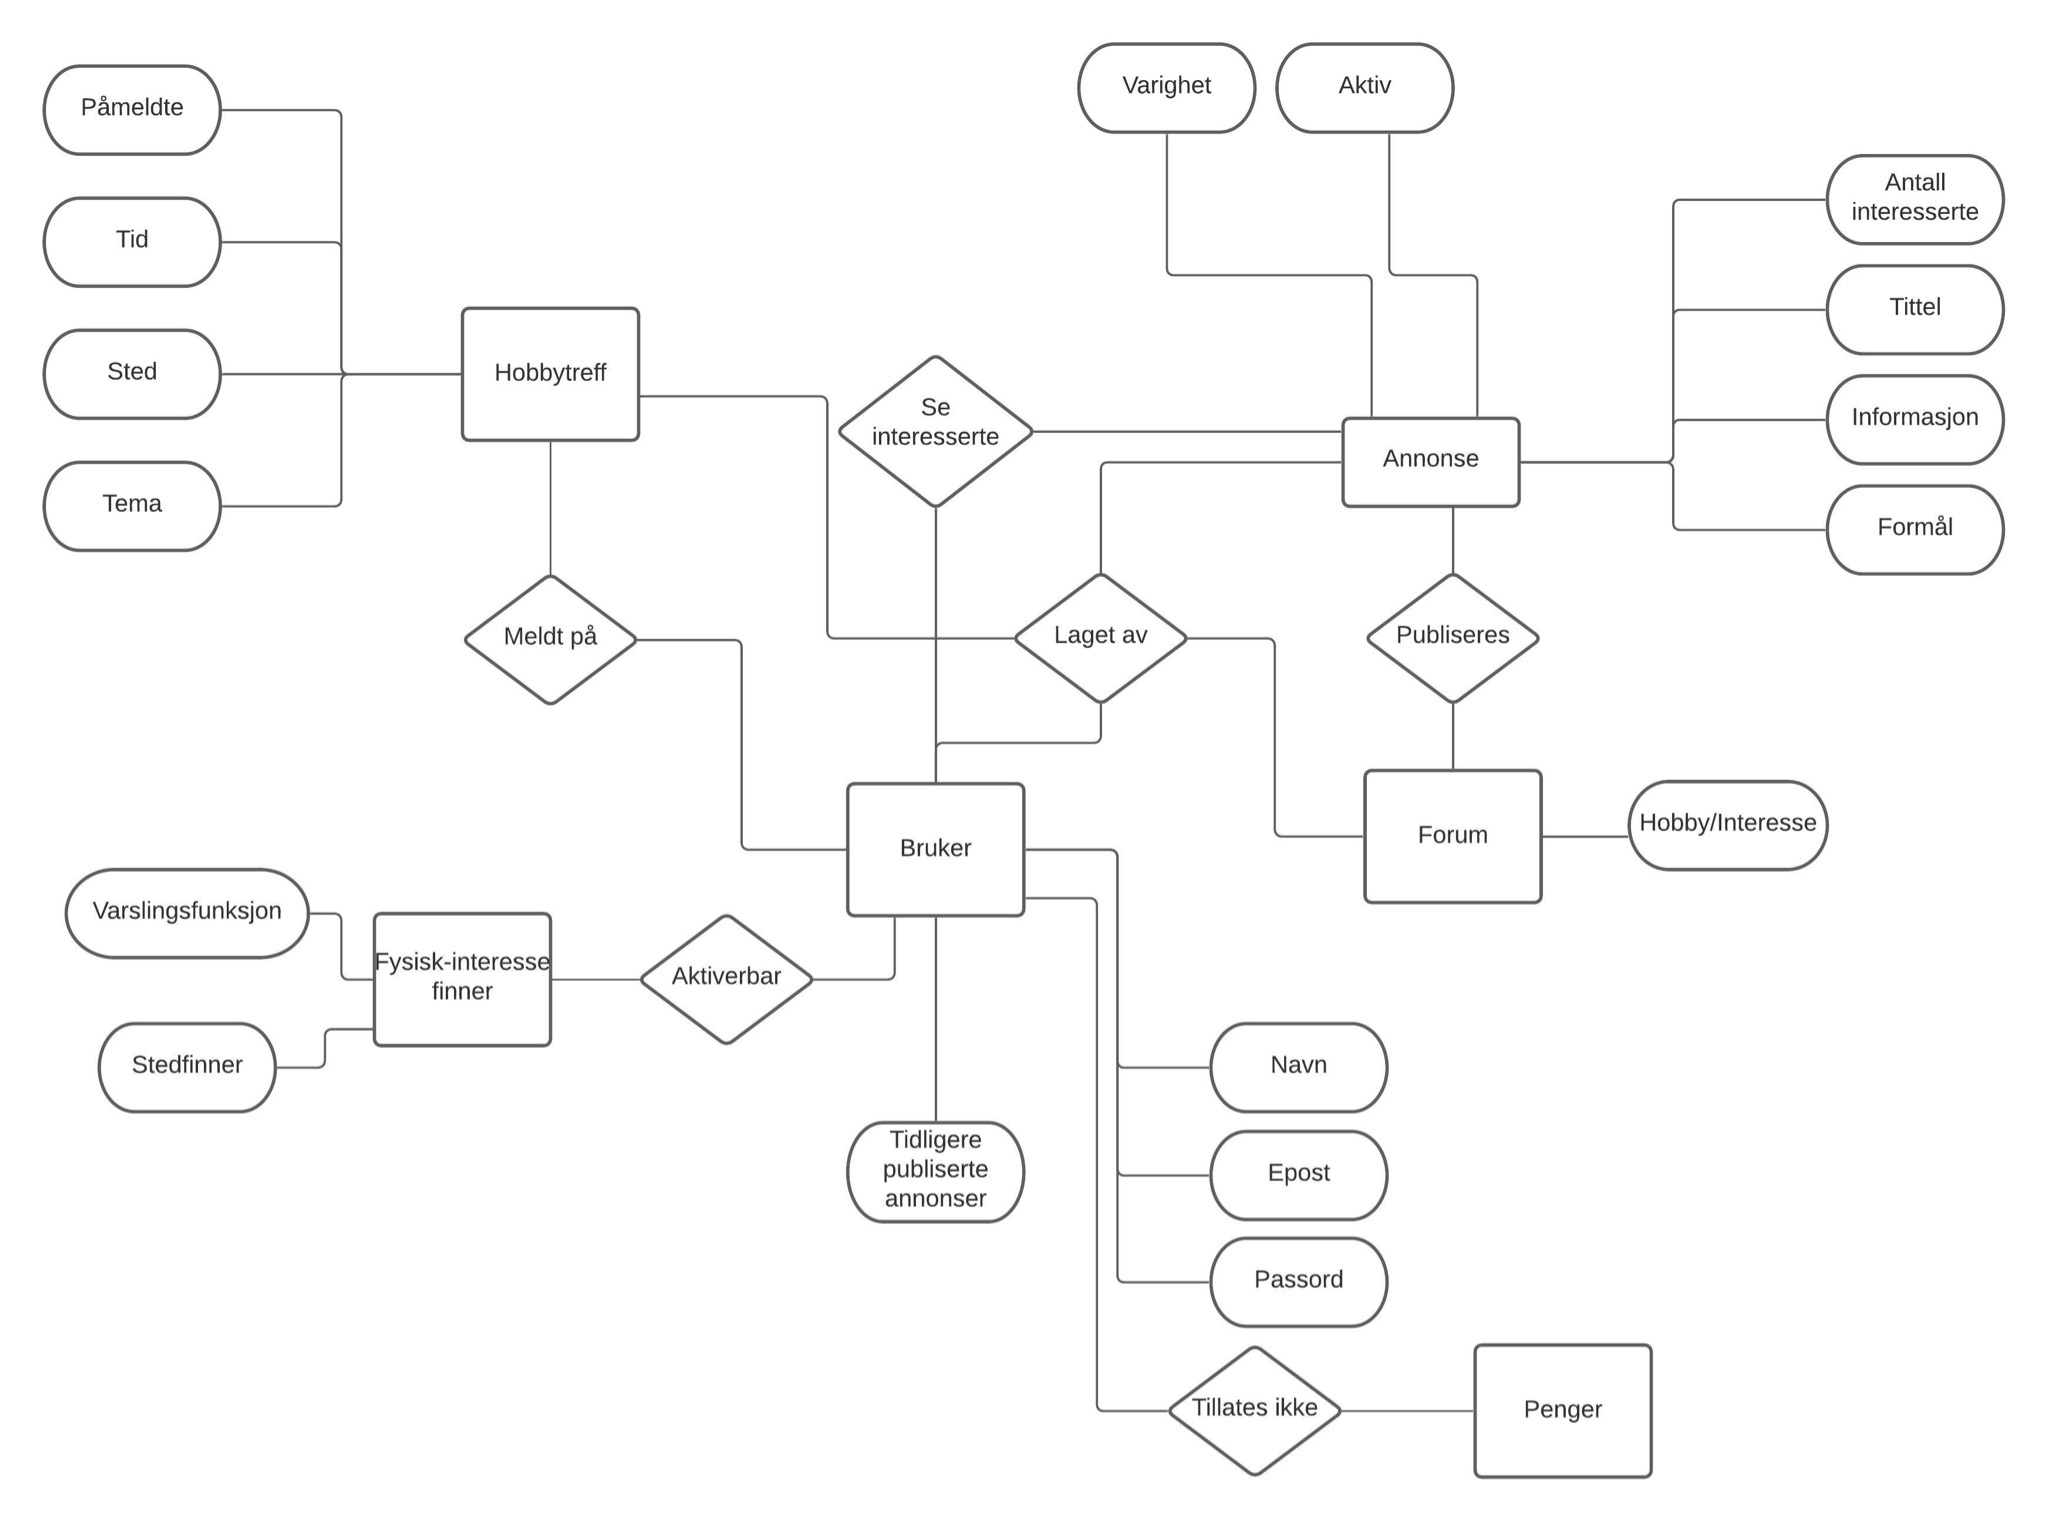 Varighet
Aktiv
Påmeldte
Antall
interesserte
Tid
Tittel
Sted
Hobbytreff
Se
interesserte
Informasjon
Annonse
Tema
Formål
Meldt på
Laget av
Publiseres
Bruker
Forum
Hobby/Interesse
Varslingsfunksjon
Fysisk-interesse
finner
Aktiverbar
Stedfinner
Navn
Tidligere
publiserte
annonser
Epost
Passord
Tillates ikke
Penger